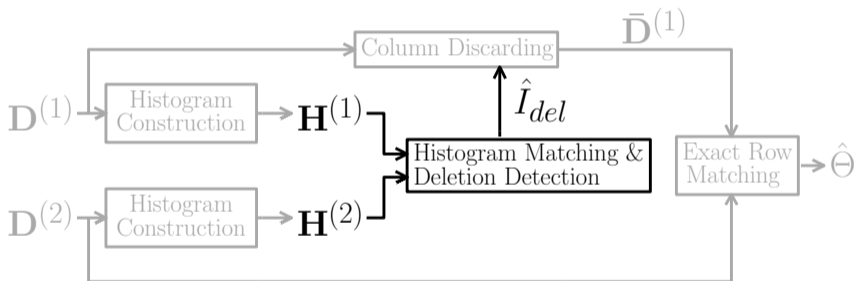 Column Discarding
D̄⁽¹⁾
D⁽¹⁾
Histogram
Construction
H⁽¹⁾
Î_del
Histogram Matching &
Deletion Detection
Exact Row
Matching
Θ̂
D⁽²⁾
Histogram
Construction
H⁽²⁾